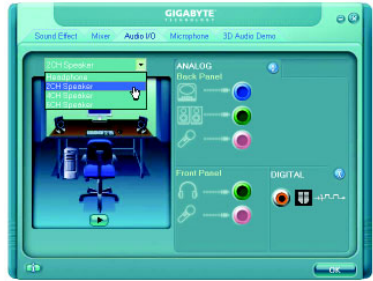 GIGABYTE
TECHNOLOGY
Sound Effect Mixer Audio I/O Microphone 3D Audio Demo
2CH Speaker
Headphone
2CH Speaker
4CH Speaker
6CH Speaker
ANALOG
Back Panel
Front Panel
DIGITAL
OK